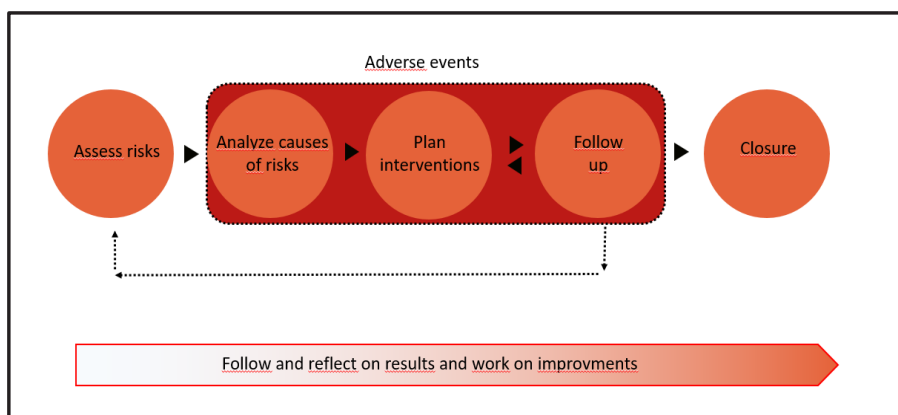 Adverse events
Assess risks
Analyze causes
of risks
Plan
interventions
Follow
up
Closure
Follow and reflect on results and work on improvments